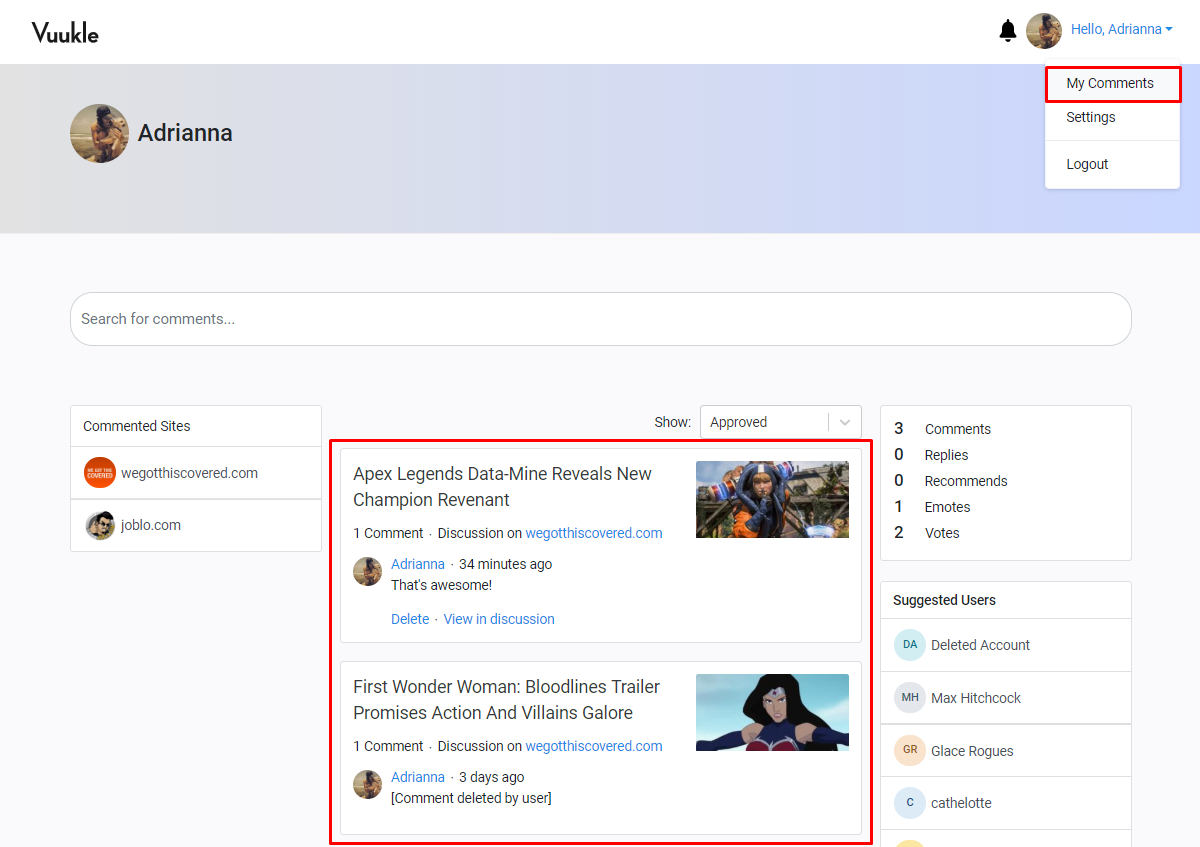 Vuukle
Hello, Adrianna
My Comments
Settings
Logout
Adrianna
Search for comments...
Commented Sites
WE GOT THIS
COVERED
wegotthiscovered.com
joblo.com
Show:
Approved
Apex Legends Data-Mine Reveals New
Champion Revenant
1 Comment · Discussion on wegotthiscovered.com
Adrianna · 34 minutes ago
That's awesome!
Delete · View in discussion
First Wonder Woman: Bloodlines Trailer
Promises Action And Villains Galore
1 Comment · Discussion on wegotthiscovered.com
Adrianna · 3 days ago
[Comment deleted by user]
3 Comments
0 Replies
0 Recommends
1 Emotes
2 Votes
Suggested Users
DA Deleted Account
MH Max Hitchcock
GR Glace Rogues
C cathelotte